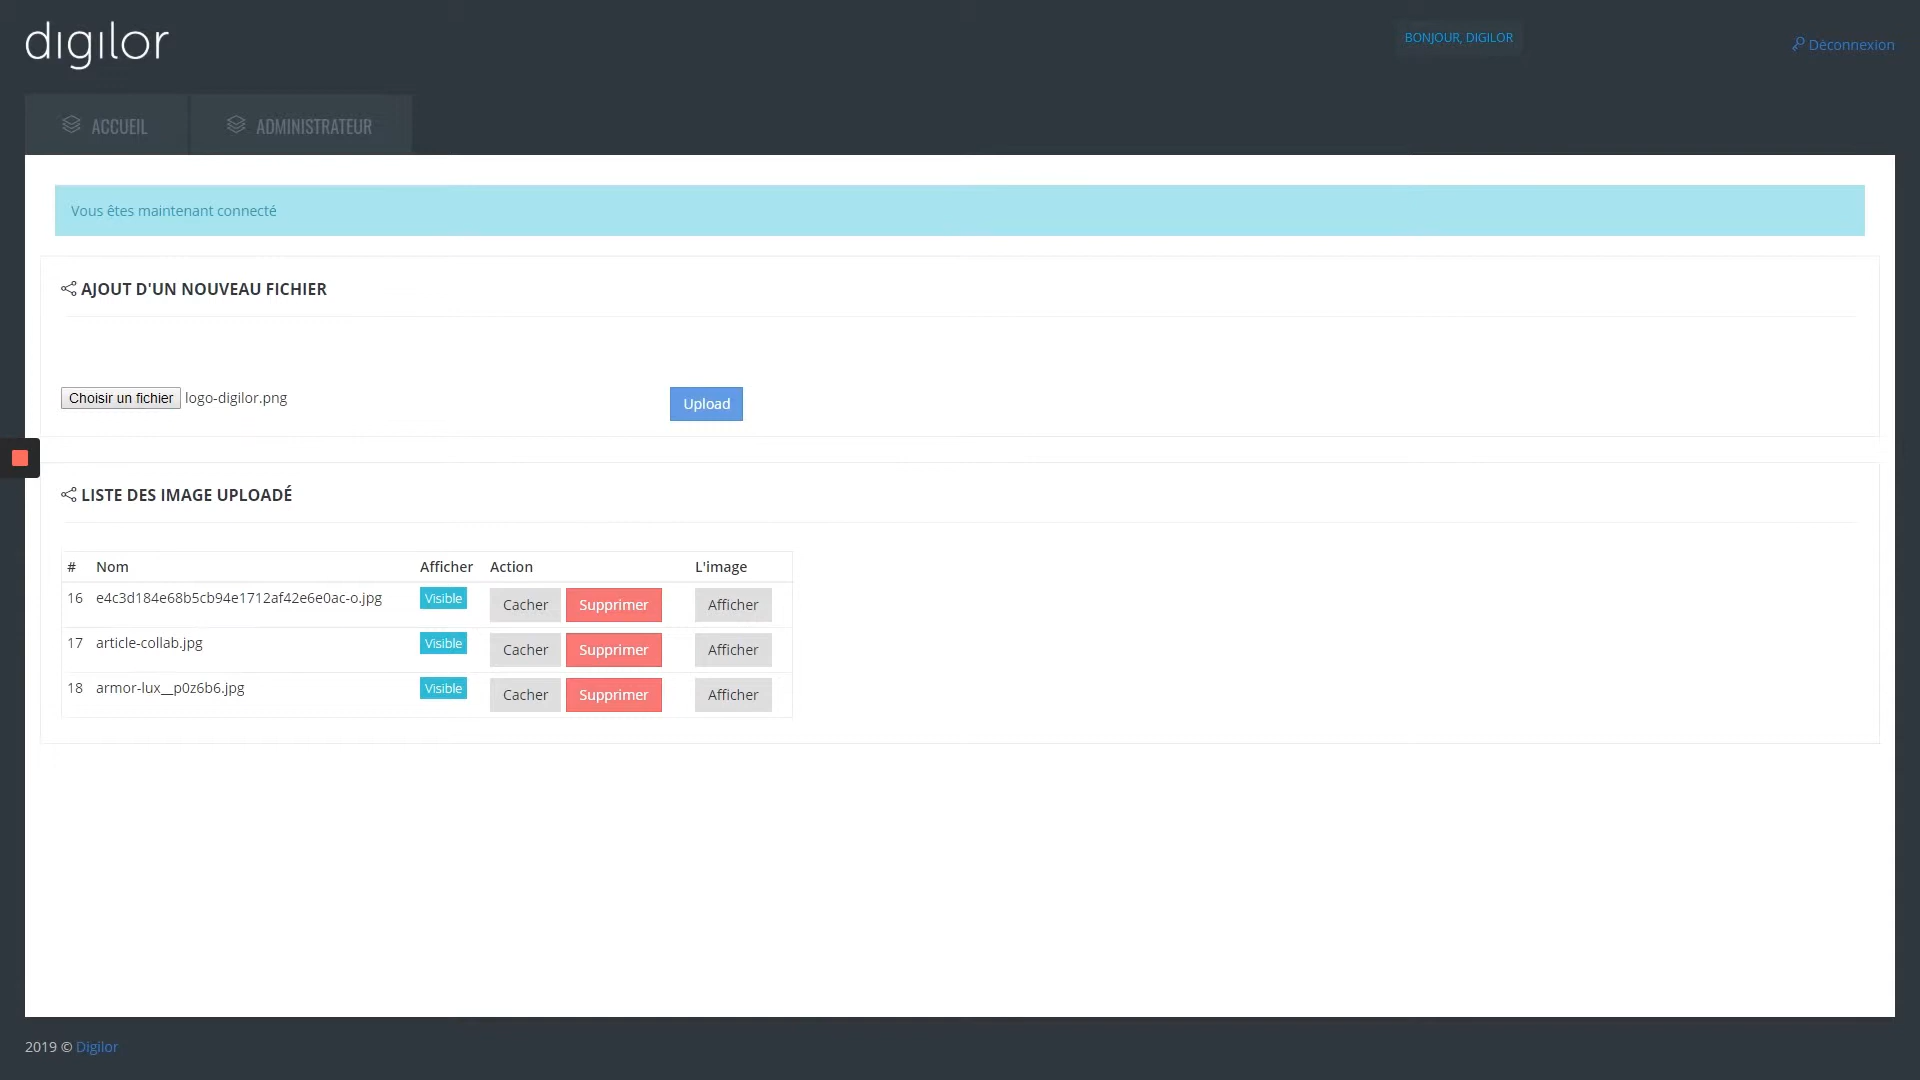 digilor
BONJOUR, DIGILOR
Déconnexion
ACCUEIL
ADMINISTRATEUR
Vous êtes maintenant connecté
AJOUT D'UN NOUVEAU FICHIER
Choisir un fichier logo-digilor.png
Upload
LISTE DES IMAGE UPLOADÉ
# Nom Afficher Action L'image
16 e4c3d184e68b5cb94e1712af42e6e0ac-o.jpg Visible Cacher Supprimer Afficher
17 article-collab.jpg Visible Cacher Supprimer Afficher
18 armor-lux__p0z6b6.jpg Visible Cacher Supprimer Afficher
2019 © Digilor